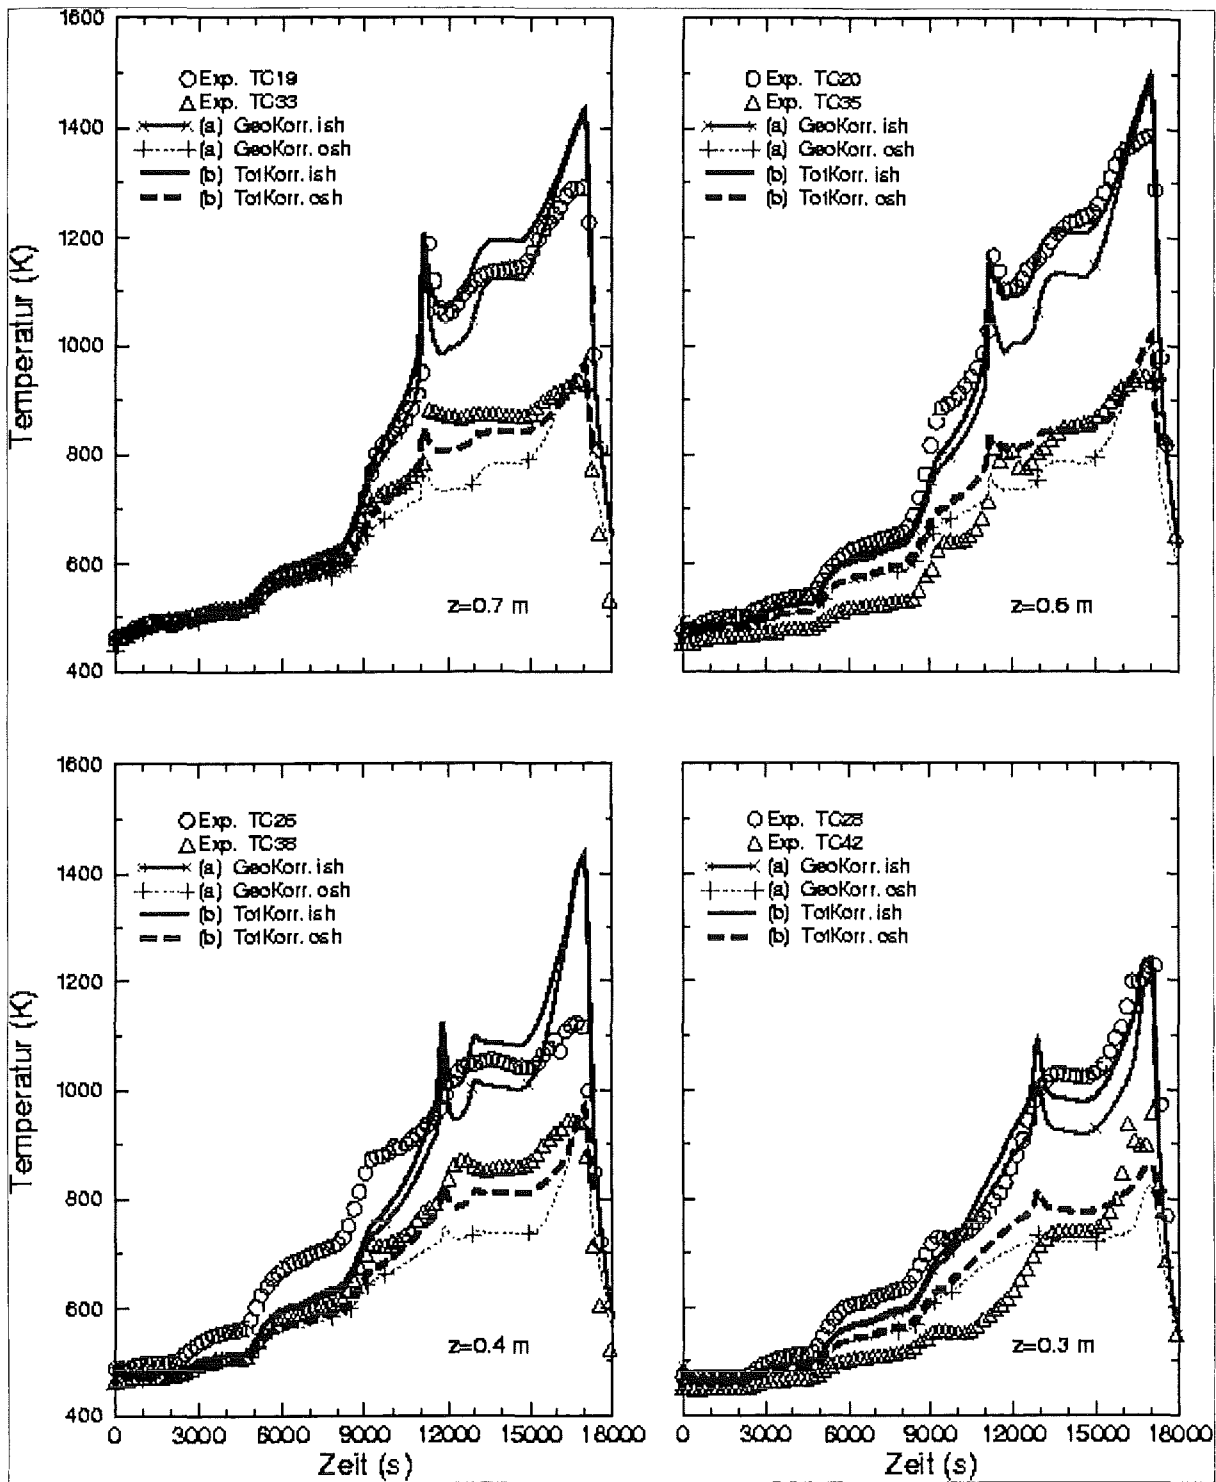 1600
1400
1200
1000
800
600
400
Temperatur (K)
Exp. TC19
Exp. TC33
(a) GeoKorr. ish
(a) GeoKorr. osh
(b) TotKorr. ish
(b) TotKorr. osh
z=0.7 m
Exp. TC20
Exp. TC35
(a) GeoKorr. ish
(a) GeoKorr. osh
(b) TotKorr. ish
(b) TotKorr. osh
z=0.6 m
1600
1400
1200
1000
800
600
400
Temperatur (K)
Exp. TC26
Exp. TC38
(a) GeoKorr. ish
(a) GeoKorr. osh
(b) TotKorr. ish
(b) TotKorr. osh
z=0.4 m
0 3000 6000 9000 12000 15000 18000
Zeit (s)
Exp. TC28
Exp. TC42
(a) GeoKorr. ish
(a) GeoKorr. osh
(b) TotKorr. ish
(b) TotKorr. osh
z=0.3 m
0 3000 6000 9000 12000 15000 18000
Zeit (s)